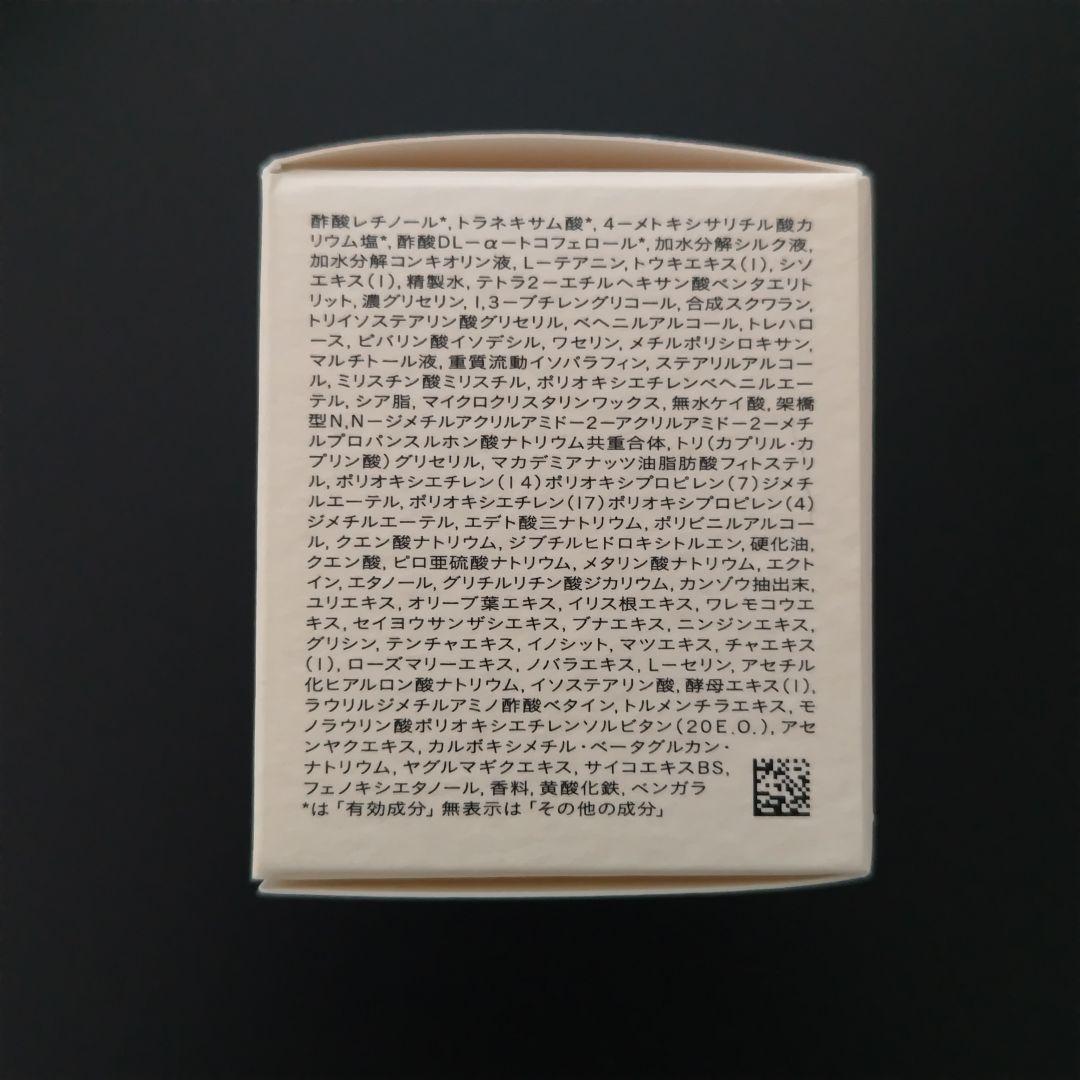 酢酸レチノール*, トラネキサム酸*, 4ーメトキシサリチル酸カ
リウム塩*, 酢酸DLーαートコフェロール*, 加水分解シルク液,
加水分解コンキオリン液, Lーテアニン, トウキエキス(1), シソ
エキス(1), 精製水, テトラ2ーエチルヘキサン酸ペンタエリト
リット, 濃グリセリン, 1,3ーブチレングリコール, 合成スクワラン,
トリイソステアリン酸グリセリル, ベヘニルアルコール, トレハロ
ース, ピバリン酸イソデシル, ワセリン, メチルポリシロキサン,
マルチトール液, 重質流動イソパラフィン, ステアリルアルコー
ル, ミリスチン酸ミリスチル, ポリオキシエチレンベヘニルエー
テル, シア脂, マイクロクリスタリンワックス, 無水ケイ酸, 架橋
型N,Nージメチルアクリルアミドー2ーアクリルアミドー2ーメチ
ルプロパンスルホン酸ナトリウム共重合体, トリ(カプリル・カ
プリン酸)グリセリル, マカデミアナッツ油脂肪酸フィトステリ
ル, ポリオキシエチレン(14)ポリオキシプロピレン(7)ジメチ
ルエーテル, ポリオキシエチレン(17)ポリオキシプロピレン(4)
ジメチルエーテル, エデト酸三ナトリウム, ポリビニルアルコー
ル, クエン酸ナトリウム, ジブチルヒドロキシトルエン, 硬化油,
クエン酸, ピロ亜硫酸ナトリウム, メタリン酸ナトリウム, エクト
イン, エタノール, グリチルリチン酸ジカリウム, カンゾウ抽出末,
ユリエキス, オリーブ葉エキス, イリス根エキス, ワレモコウエ
キス, セイヨウサンザシエキス, ブナエキス, ニンジンエキス,
グリシン, テンチャエキス, イノシット, マツエキス, チャエキス
(1), ローズマリーエキス, ノバラエキス, Lーセリン, アセチル
化ヒアルロン酸ナトリウム, イソステアリン酸, 酵母エキス(1),
ラウリルジメチルアミノ酢酸ベタイン, トルメンチラエキス, モ
ノラウリン酸ポリオキシエチレンソルビタン(20E.O.), アセ
ンヤクエキス, カルボキシメチル・ベータグルカン・
ナトリウム, ヤグルマギクエキス, サイコエキスBS,
フェノキシエタノール, 香料, 黄酸化鉄, ベンガラ
*は「有効成分」無表示は「その他の成分」